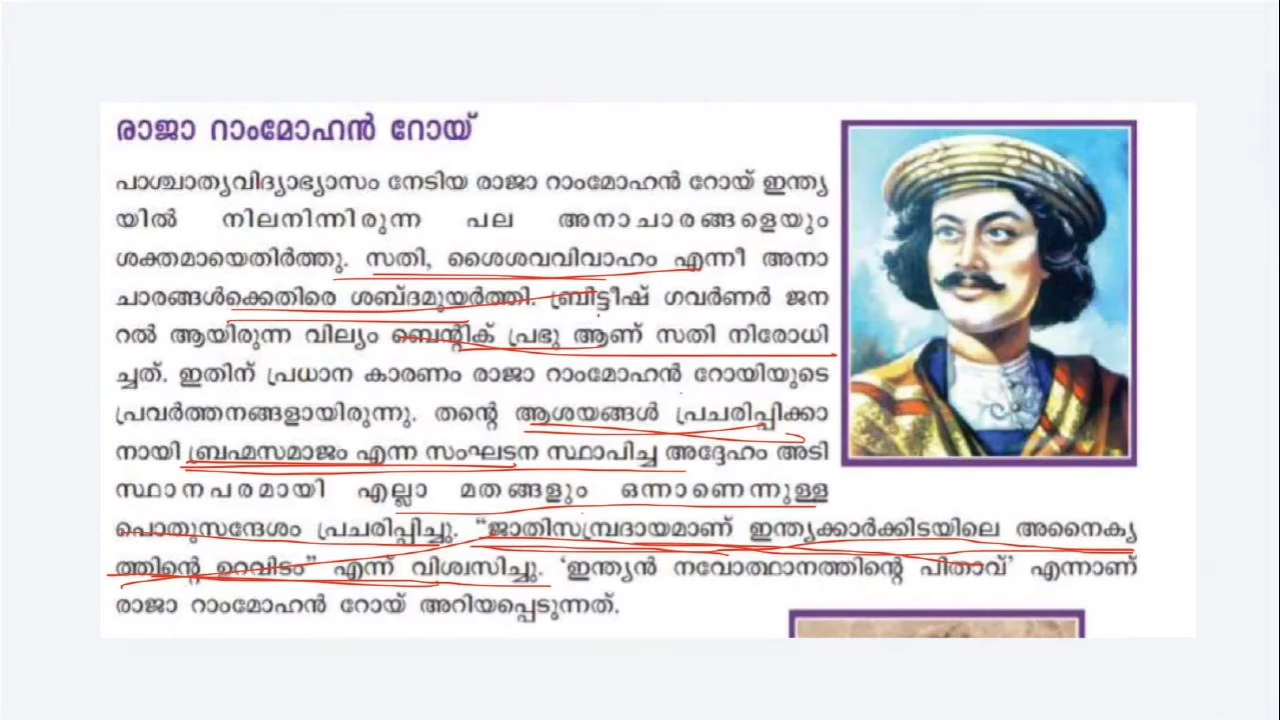 രാജാ റാംമോഹൻ റോയ്
പാശ്ചാത്യവിദ്യാഭ്യാസം നേടിയ രാജാ റാംമോഹൻ റോയ് ഇന്ത്യ
യിൽ നിലനിന്നിരുന്ന പല അനാചാരങ്ങളെയും
ശക്തമായെതിർത്തു. സതി, ശൈശവവിവാഹം എന്നീ അനാ
ചാരങ്ങൾക്കെതിരെ ശബ്ദമുയർത്തി. ബ്രിട്ടീഷ് ഗവർണർ ജന
റൽ ആയിരുന്ന വില്യം ബെന്റിക് പ്രഭു ആണ് സതി നിരോധി
ച്ചത്. ഇതിന് പ്രധാന കാരണം രാജാ റാംമോഹൻ റോയിയുടെ
പ്രവർത്തനങ്ങളായിരുന്നു. തന്റെ ആശയങ്ങൾ പ്രചരിപ്പിക്കാ
നായി ബ്രഹ്മസമാജം എന്ന സംഘടന സ്ഥാപിച്ച അദ്ദേഹം അടി
സ്ഥാനപരമായി എല്ലാ മതങ്ങളും ഒന്നാണെന്നുള്ള
പൊതുസന്ദേശം പ്രചരിപ്പിച്ചു. “ജാതിസമ്പ്രദായമാണ് ഇന്ത്യക്കാർക്കിടയിലെ അനൈക്യ
ത്തിന്റെ ഉറവിടം” എന്ന് വിശ്വസിച്ചു. ‘ഇന്ത്യൻ നവോത്ഥാനത്തിന്റെ പിതാവ്’ എന്നാണ്
രാജാ റാംമോഹൻ റോയ് അറിയപ്പെടുന്നത്.